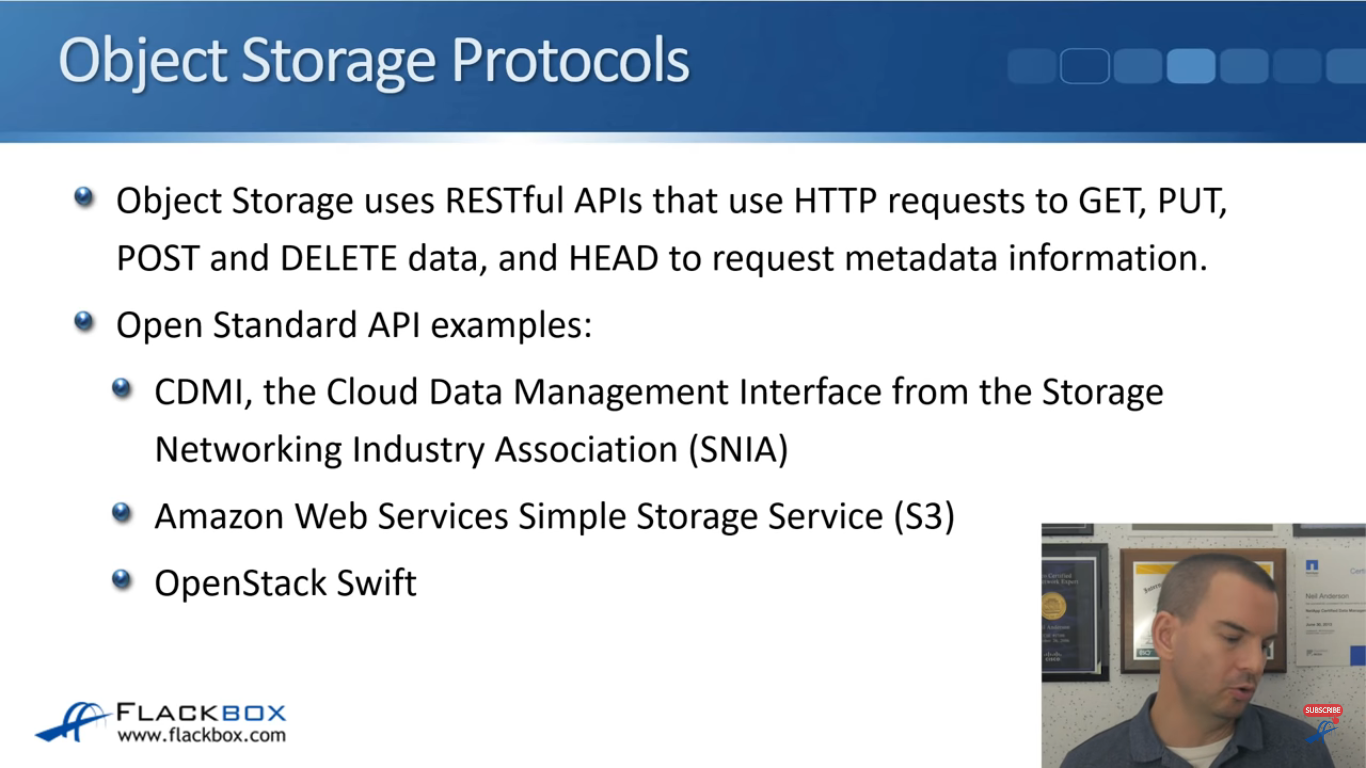 Object Storage Protocols
Object Storage uses RESTful APIs that use HTTP requests to GET, PUT,
POST and DELETE data, and HEAD to request metadata information.
Open Standard API examples:
CDMI, the Cloud Data Management Interface from the Storage
Networking Industry Association (SNIA)
Amazon Web Services Simple Storage Service (S3)
OpenStack Swift
FLACKBOX
www.flackbox.com
Neil Anderson
SUBSCRIBE